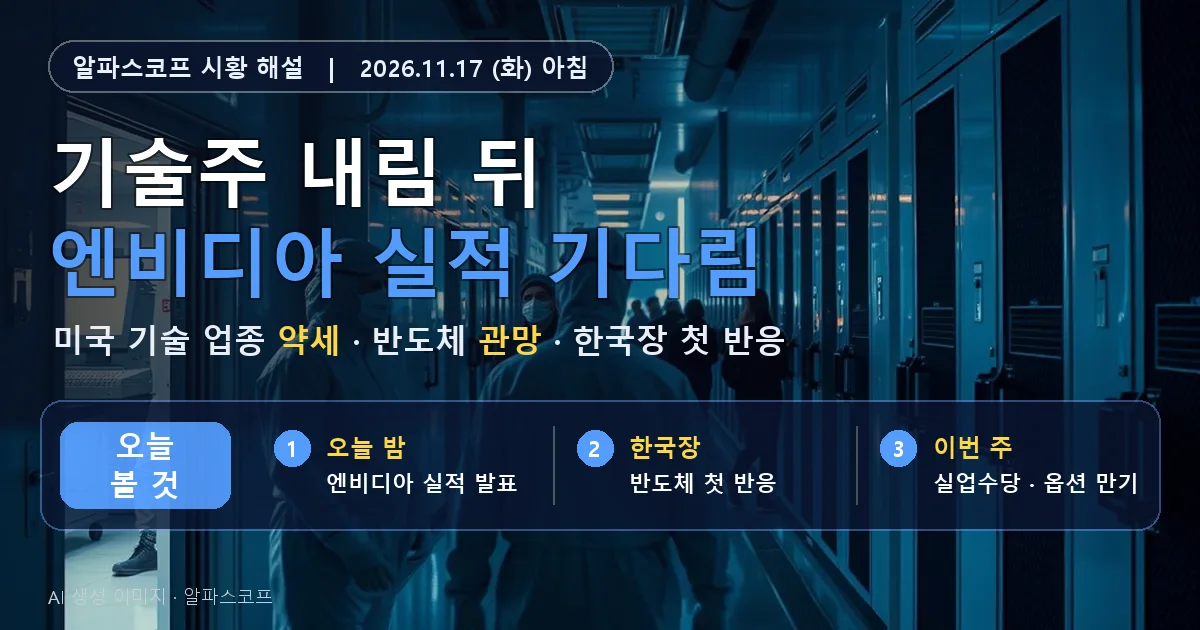 알파스코프 시황 해설 | 2026.11.17 (화) 아침
기술주 내림 뒤
엔비디아 실적 기다림
미국 기술 업종 약세 · 반도체 관망 · 한국장 첫 반응
오늘
볼 것
1 오늘 밤
엔비디아 실적 발표
2 한국장
반도체 첫 반응
3 이번 주
실업수당 · 옵션 만기
AI 생성 이미지 · 알파스코프